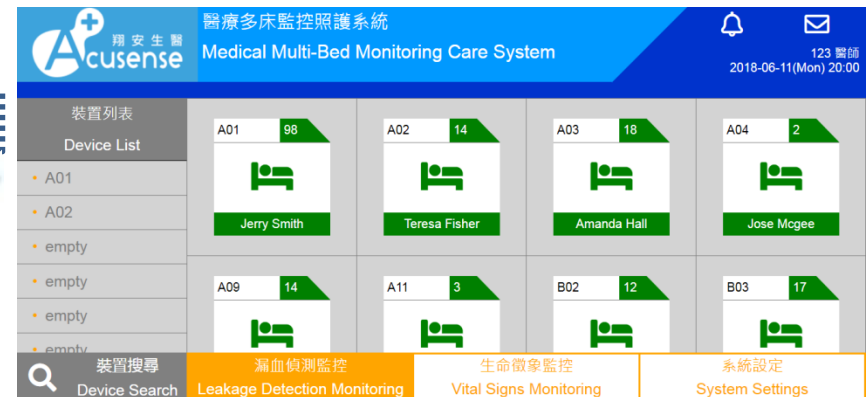 翔安生醫
Acusense
醫療多床監控照護系統
Medical Multi-Bed Monitoring Care System
123 醫師
2018-06-11(Mon) 20:00
裝置列表
Device List
• A01
• A02
• empty
• empty
• empty
• empty
A01 98
Jerry Smith
A02 14
Teresa Fisher
A03 18
Amanda Hall
A04 2
Jose Mcgee
A09 14
A11 3
B02 12
B03 17
裝置搜尋
Device Search
漏血偵測監控
Leakage Detection Monitoring
生命徵象監控
Vital Signs Monitoring
系統設定
System Settings